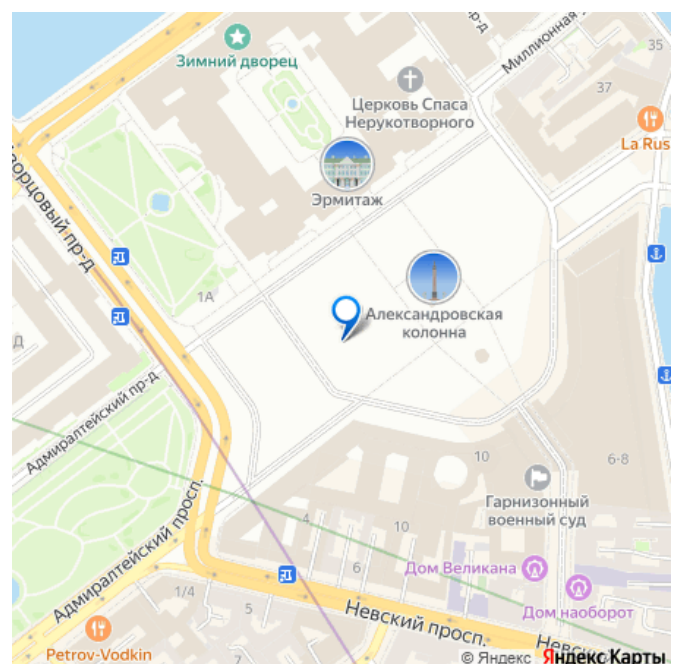 Зимний дворец
р-д
Миллионная у
35
37
Церковь Спаса
Нерукотворного
La Rus
Эрмитаж
ворцовый пр-д
1А
Александровская
колонна
Д
Адмиралтейский пр-д
10
6-8
Гарнизонный
военный суд
4
10
6
Дом Великана
Адмиралтейский просп.
1/4
5
Невский просп.
Дом наоборот
Невск
Petrov-Vodkin
© Яндекс Яндекс Карты